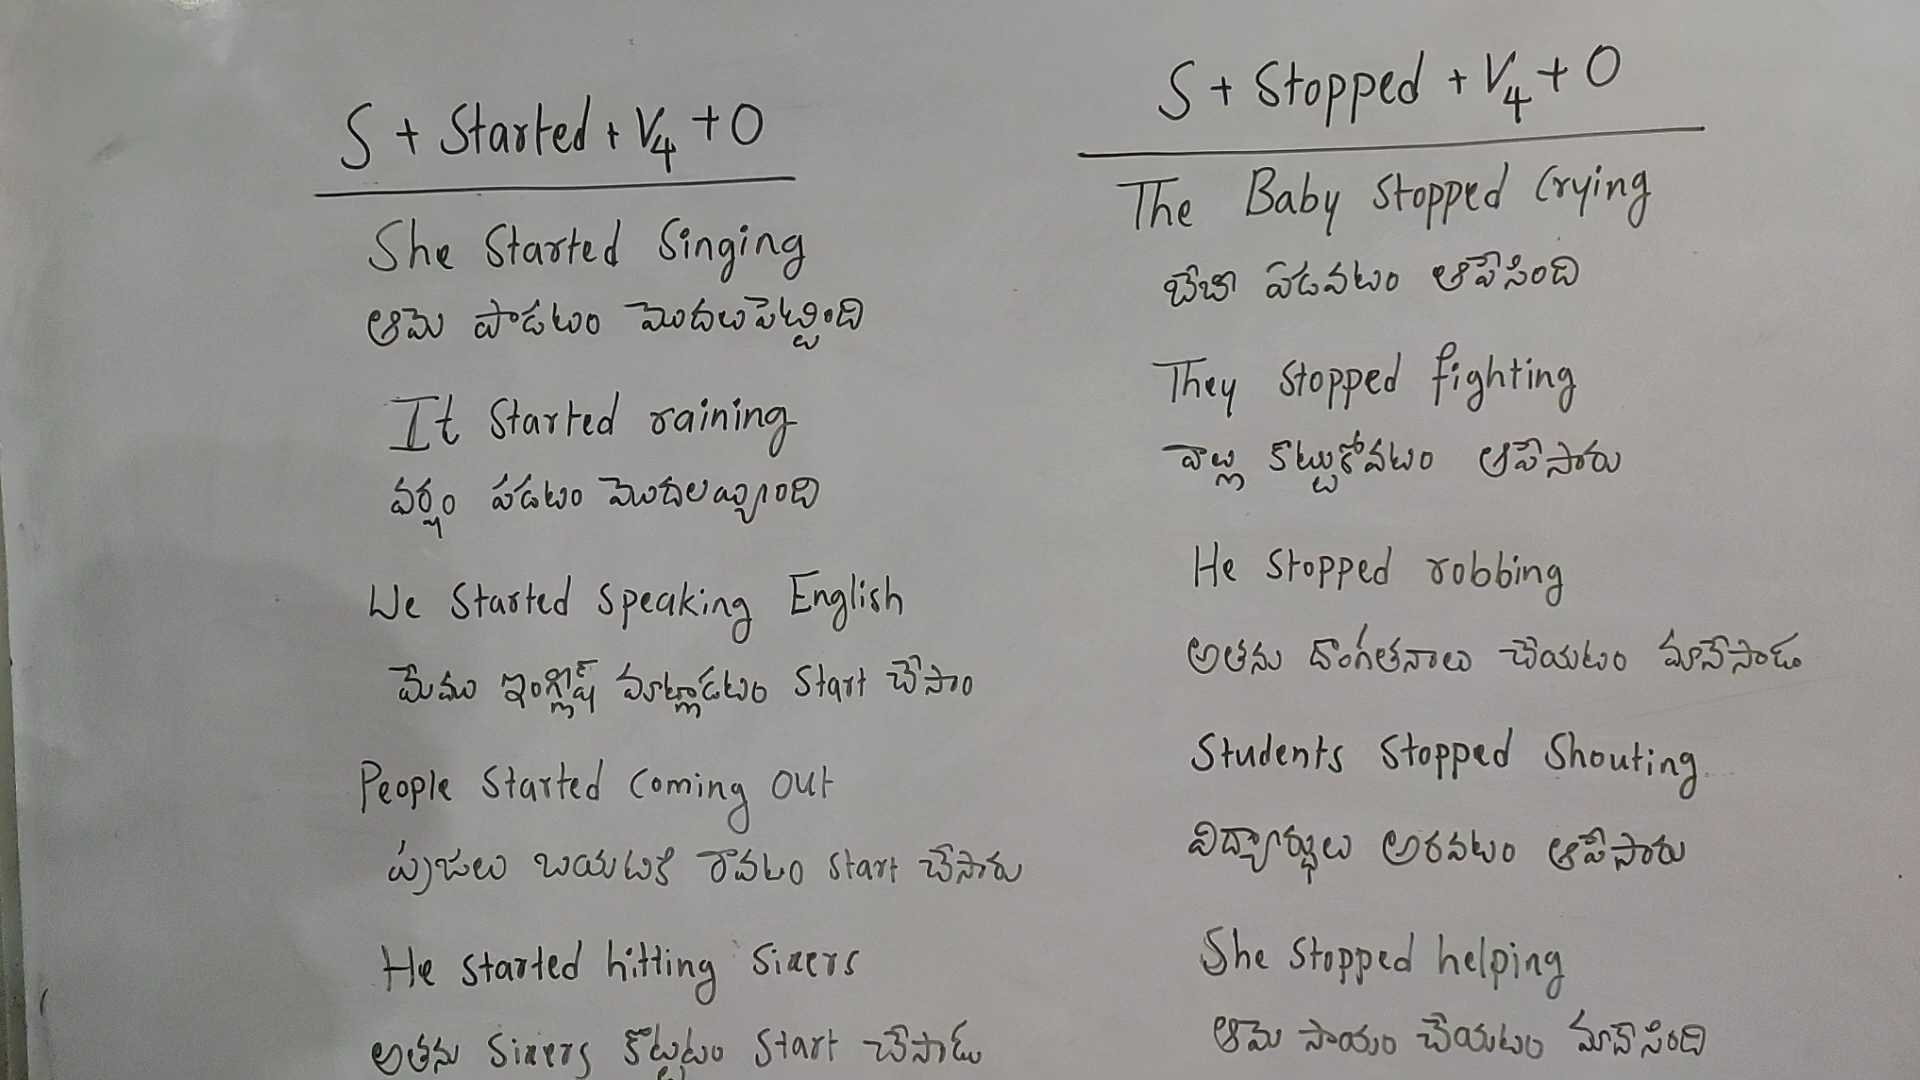 S + Started + V4 + O
She Started Singing
ఆమె పాడటం మొదలుపెట్టింది
It Started raining
వర్షం పడటం మొదలయ్యింది
We Started Speaking English
మేము ఇంగ్లీష్ మాట్లాడటం Start చేసాం
People Started Coming Out
ప్రజలు బయటకి రావటం Start చేసారు
He Started hitting Sixers
అతను Sixers కొట్టటం Start చేసాడు
S + Stopped + V4 + O
The Baby Stopped Crying
బేబీ ఏడవటం ఆపేసింది
They Stopped fighting
వాళ్ల కొట్టుకోవటం ఆపేసారు
He Stopped robbing
అతను దొంగతనాలు చేయటం మానేసాడు
Students Stopped Shouting
విద్యార్థులు అరవటం ఆపేసారు
She Stopped helping
ఆమె సాయం చేయటం మానేసింది